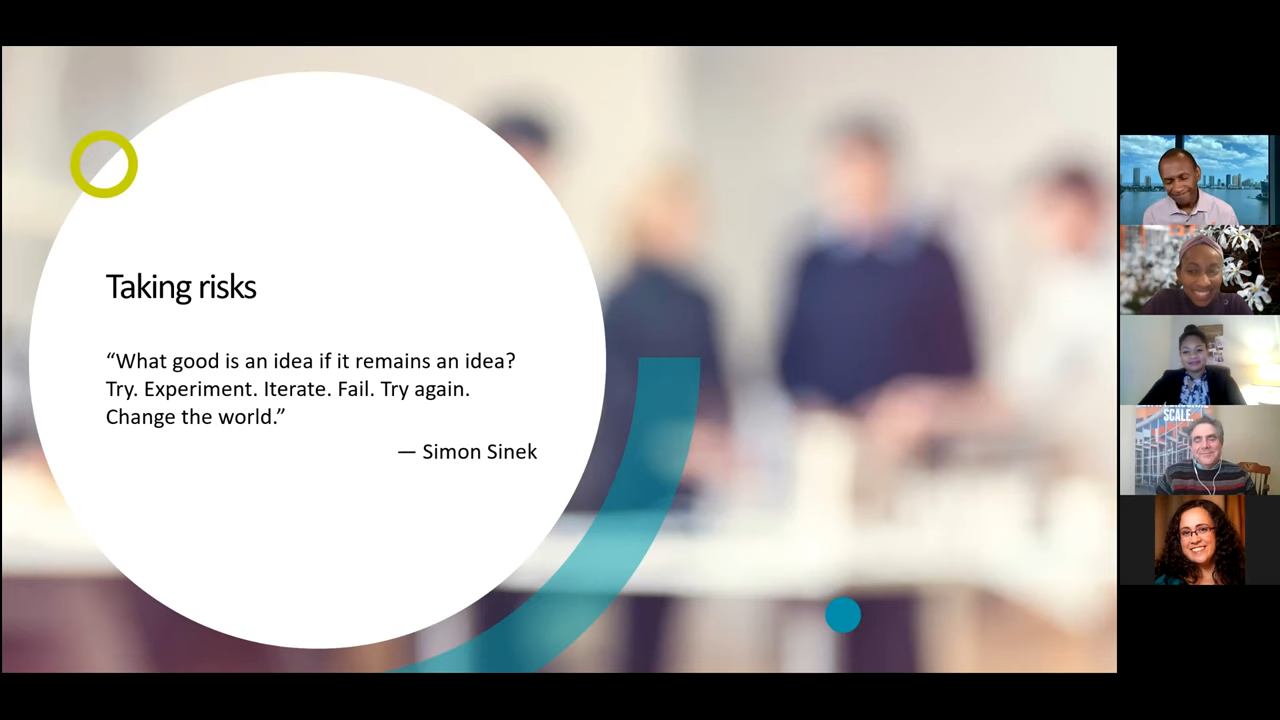 Taking risks
“What good is an idea if it remains an idea?
Try. Experiment. Iterate. Fail. Try again.
Change the world.”
— Simon Sinek
SCALE.